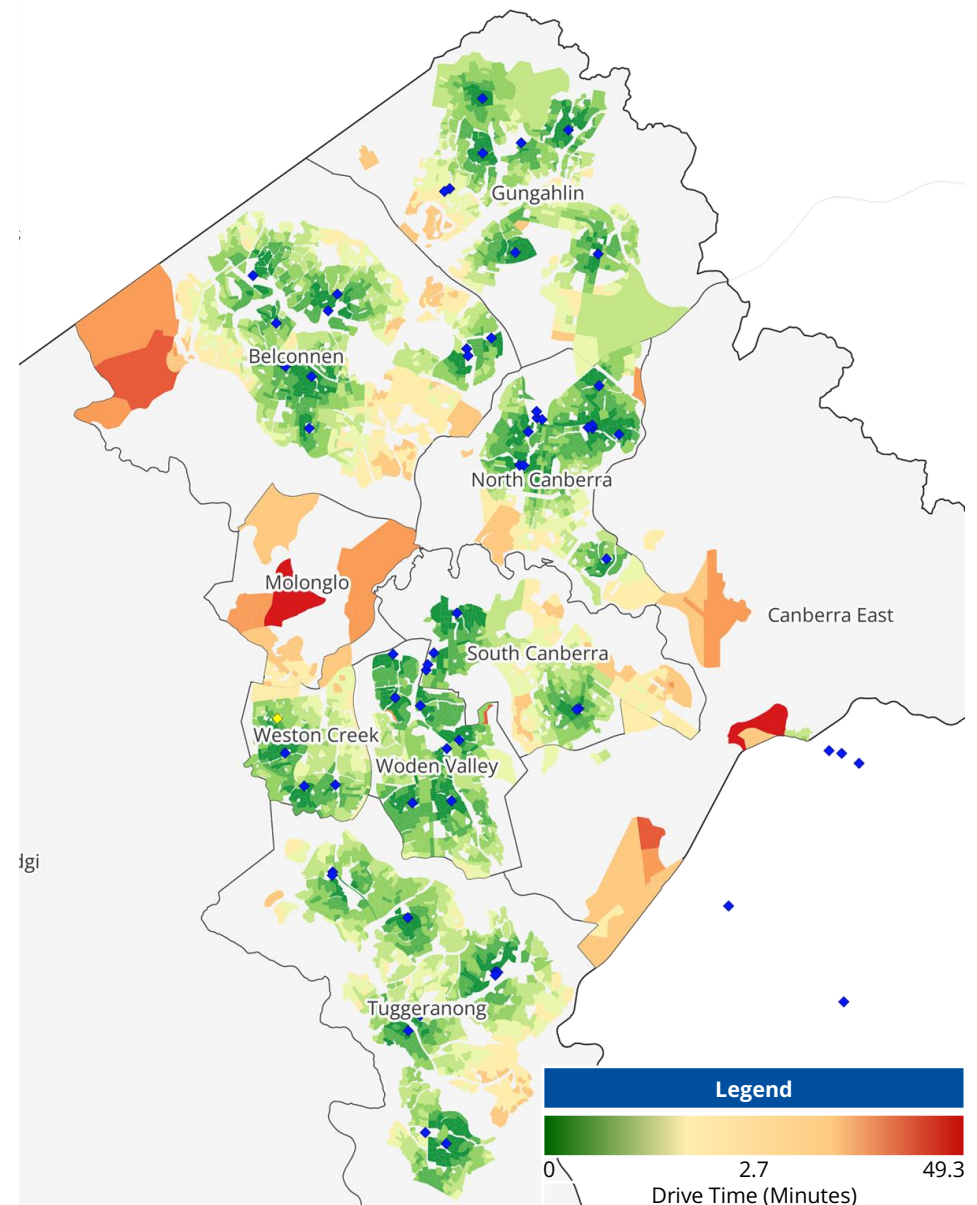 Gungahlin
Belconnen
North Canberra
Molonglo
Canberra East
South Canberra
Weston Creek
Woden Valley
Tuggeranong
Legend
0
2.7
49.3
Drive Time (Minutes)